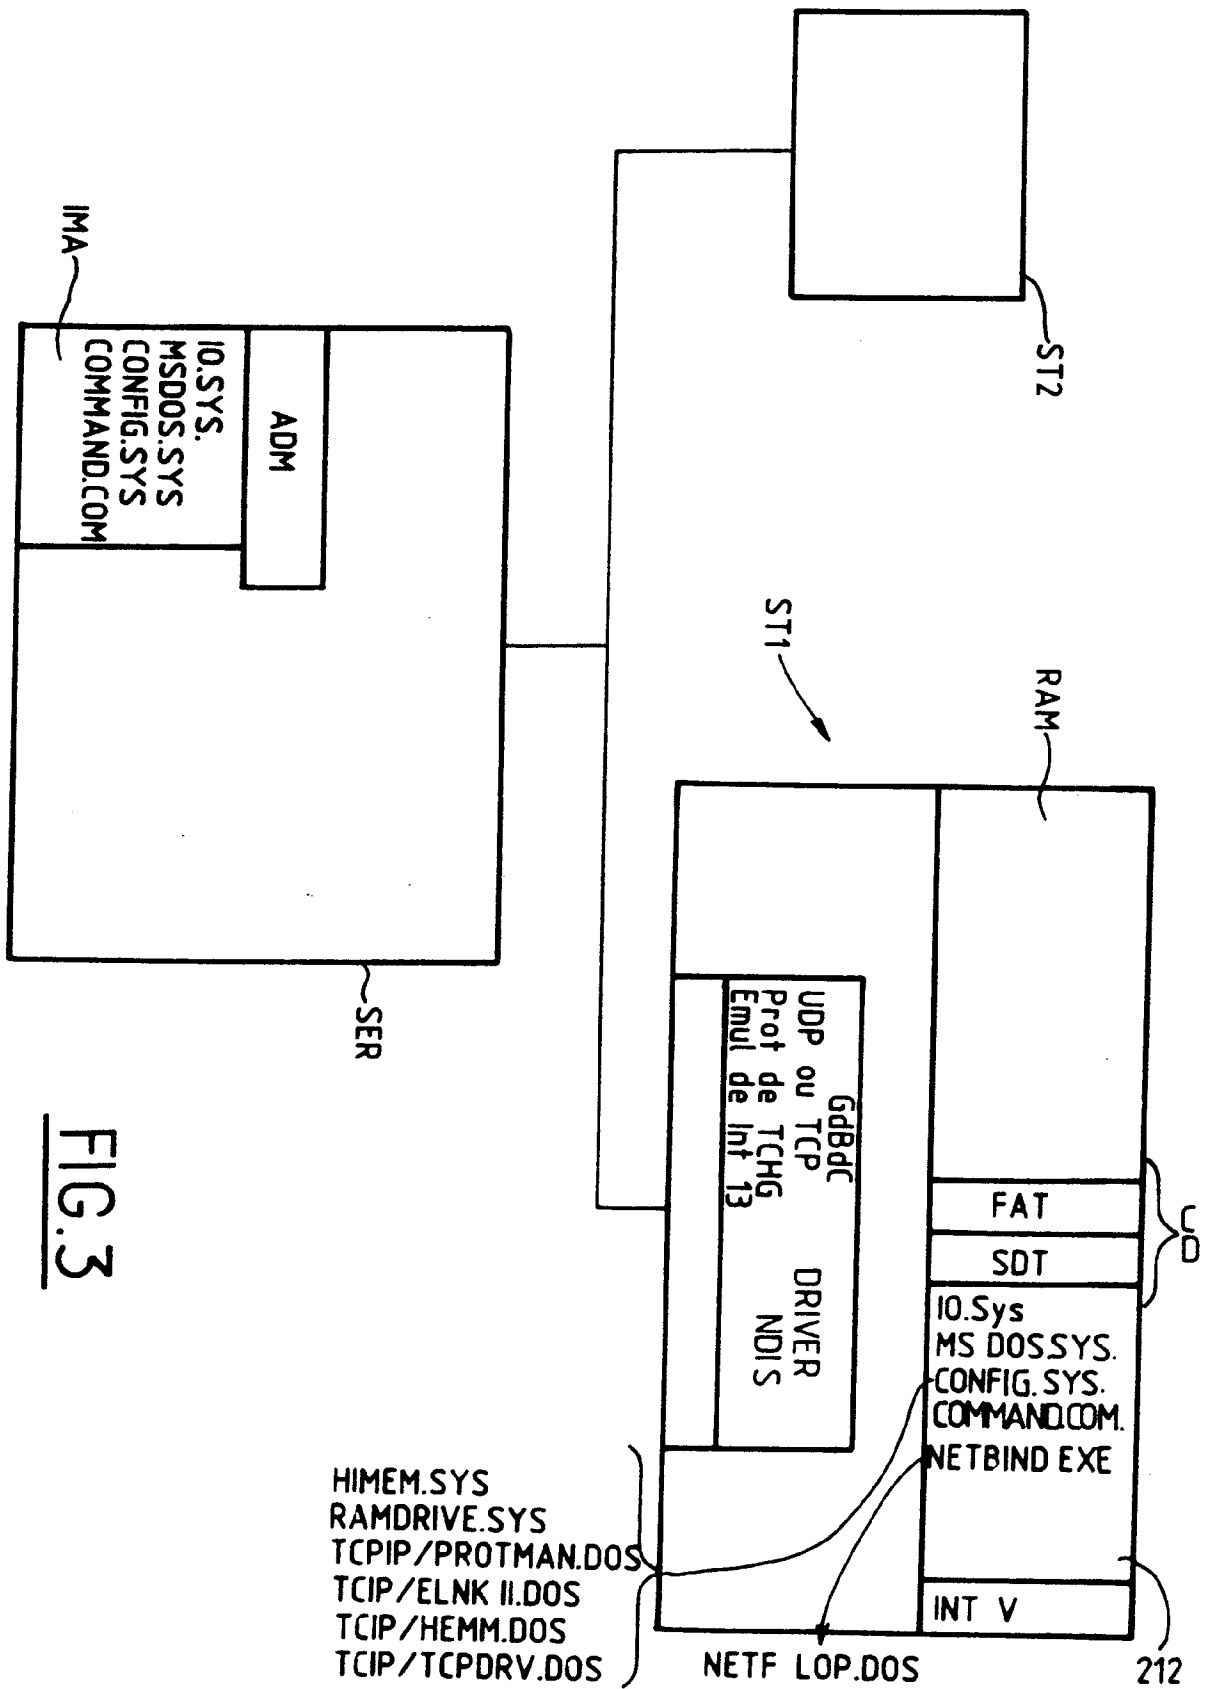 ST2
IMA
IO.SYS.
MSDOS.SYS
CONFIG.SYS
COMMAND.COM
ADM
SER
ST1
RAM
CD
FAT
SDT
IO.Sys
MS DOS.SYS.
CONFIG. SYS.
COMMAND.COM.
NETBIND EXE
INT V
212
GdBdC
UDP ou TCP
Prot de TCHG
Emul de Int 13
DRIVER
NDIS
HIMEM.SYS
RAMDRIVE.SYS
TCPIP/PROTMAN.DOS
TCIP/ELNK II.DOS
TCIP/HEMM.DOS
TCIP/TCPDRV.DOS
NETF LOP.DOS
FIG.3